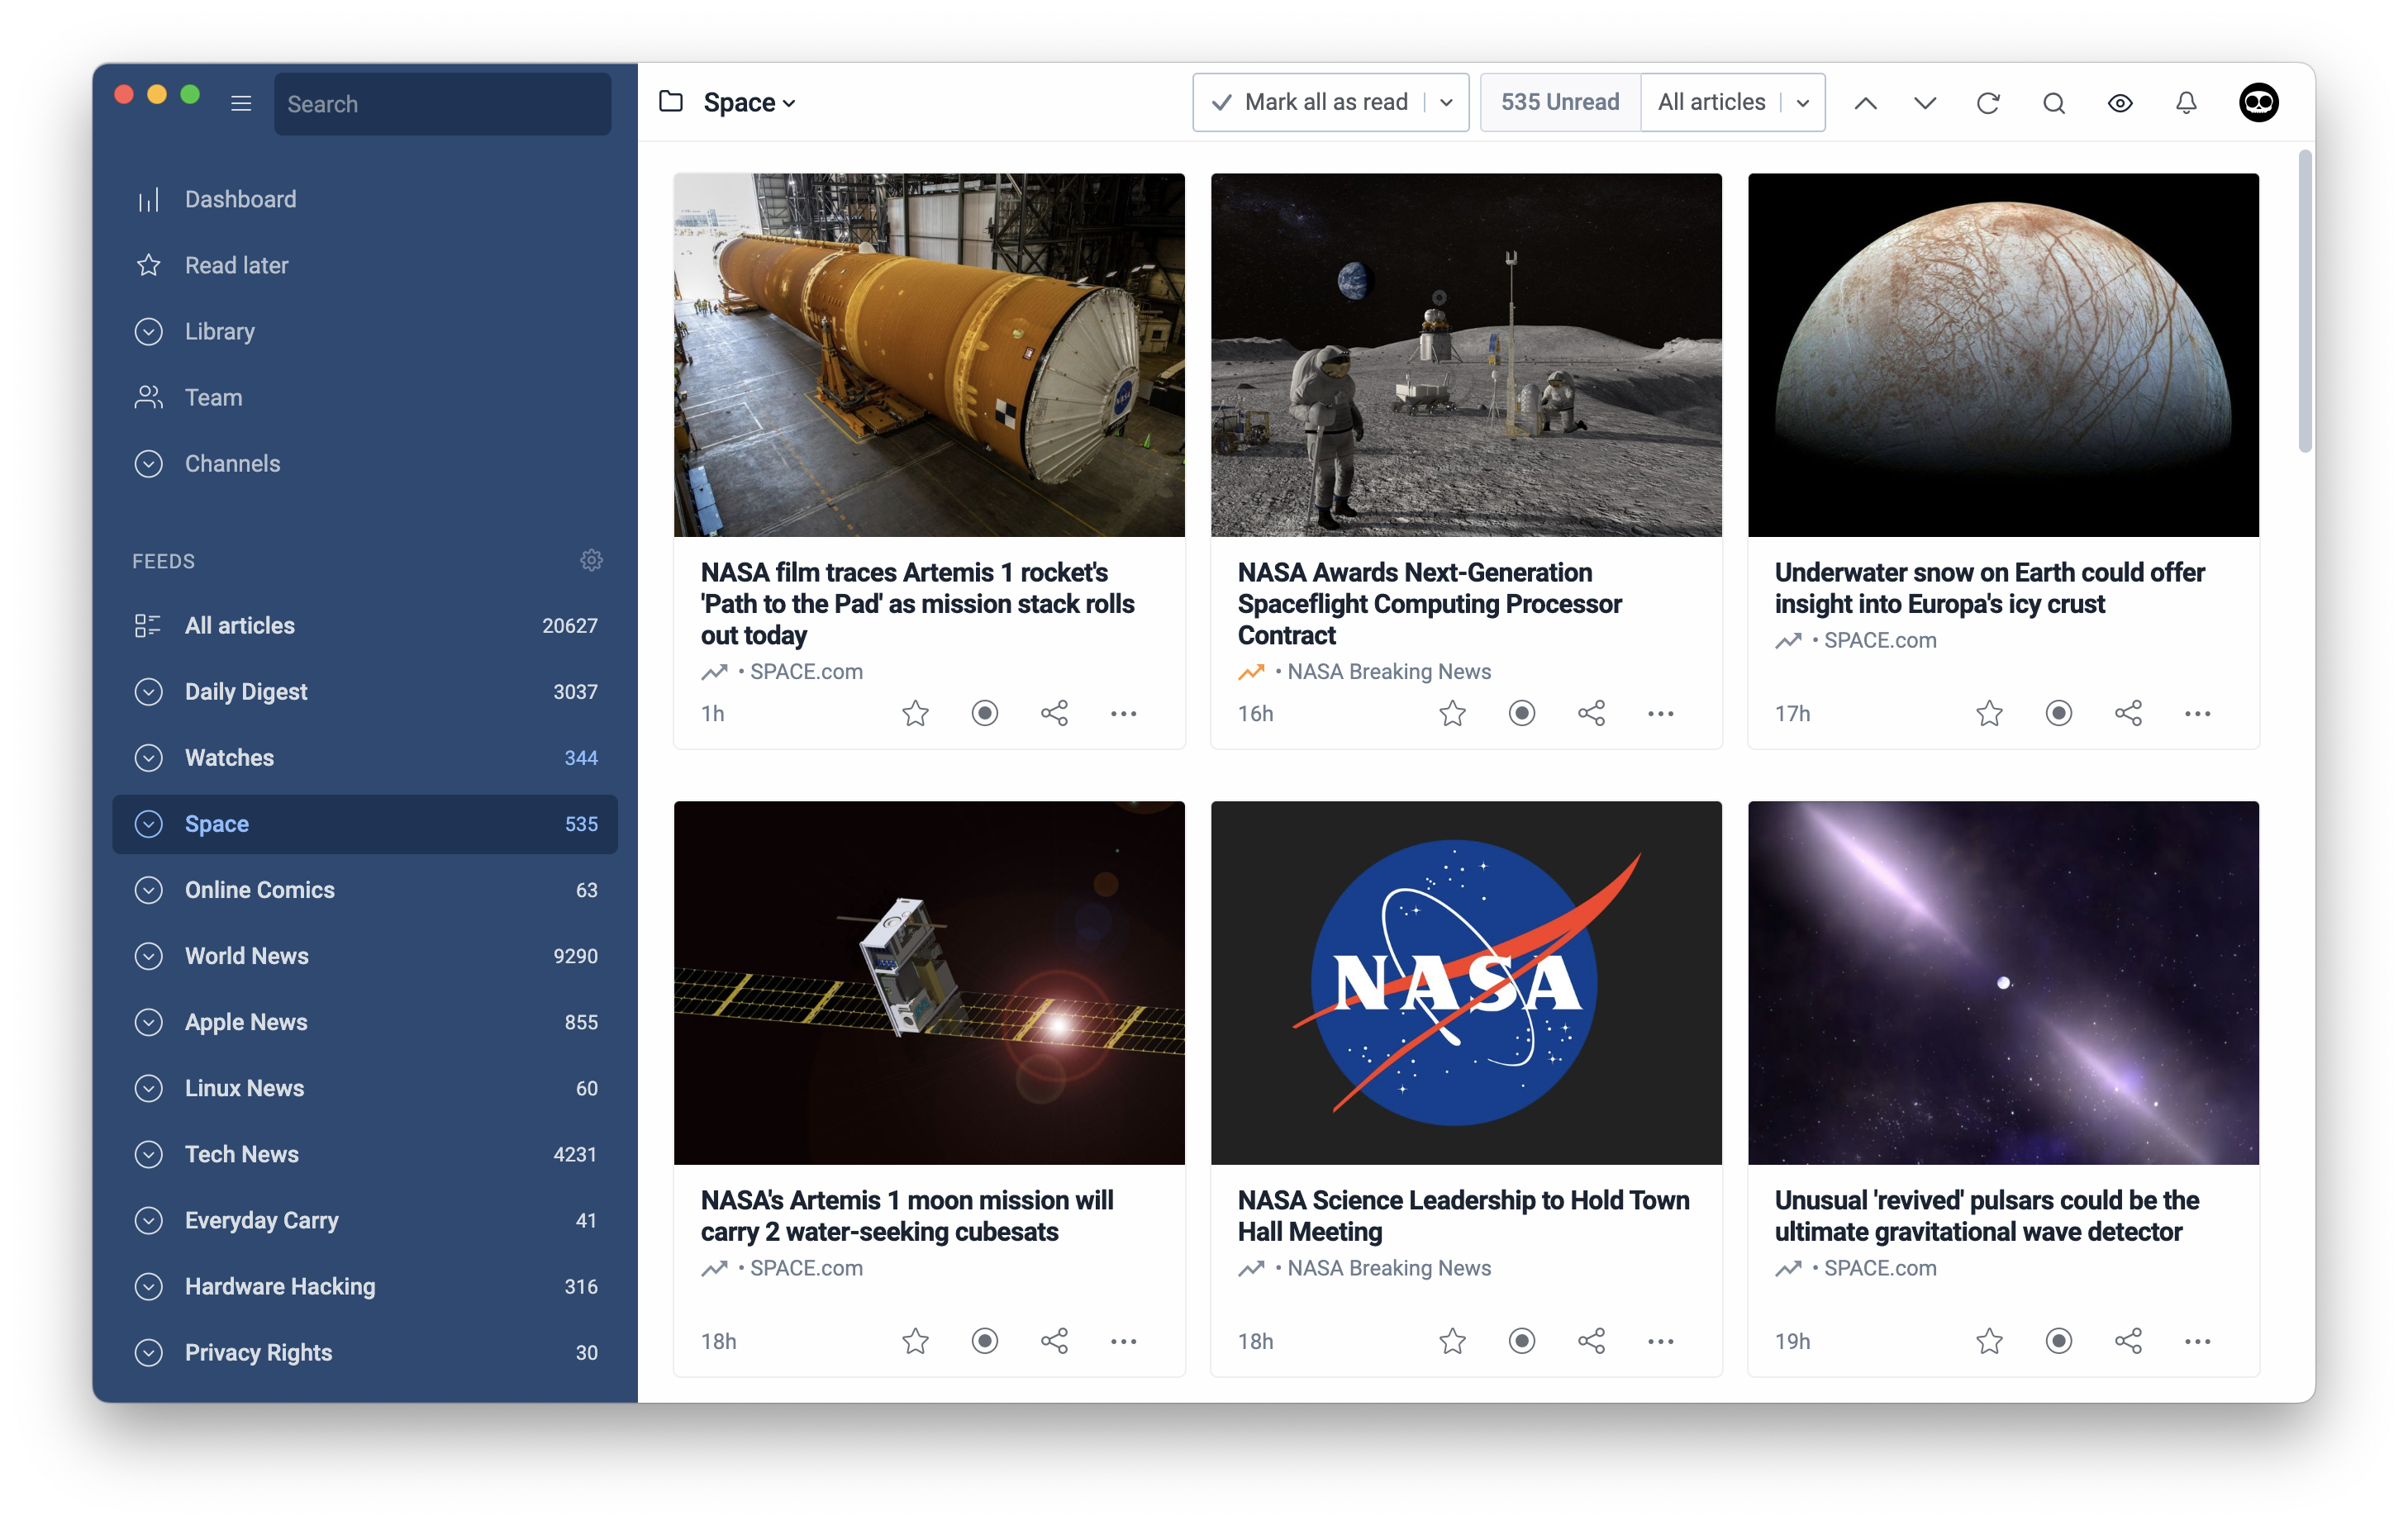 Search
Dashboard
Read later
Library
Team
Channels
FEEDS
All articles 20627
Daily Digest 3037
Watches 344
Space 535
Online Comics 63
World News 9290
Apple News 855
Linux News 60
Tech News 4231
Everyday Carry 41
Hardware Hacking 316
Privacy Rights 30
Space
Mark all as read
535 Unread
All articles
NASA film traces Artemis 1 rocket's
'Path to the Pad' as mission stack rolls
out today
• SPACE.com
1h
NASA Awards Next-Generation
Spaceflight Computing Processor
Contract
• NASA Breaking News
16h
Underwater snow on Earth could offer
insight into Europa's icy crust
• SPACE.com
17h
NASA's Artemis 1 moon mission will
carry 2 water-seeking cubesats
• SPACE.com
18h
NASA
NASA Science Leadership to Hold Town
Hall Meeting
• NASA Breaking News
18h
Unusual 'revived' pulsars could be the
ultimate gravitational wave detector
• SPACE.com
19h